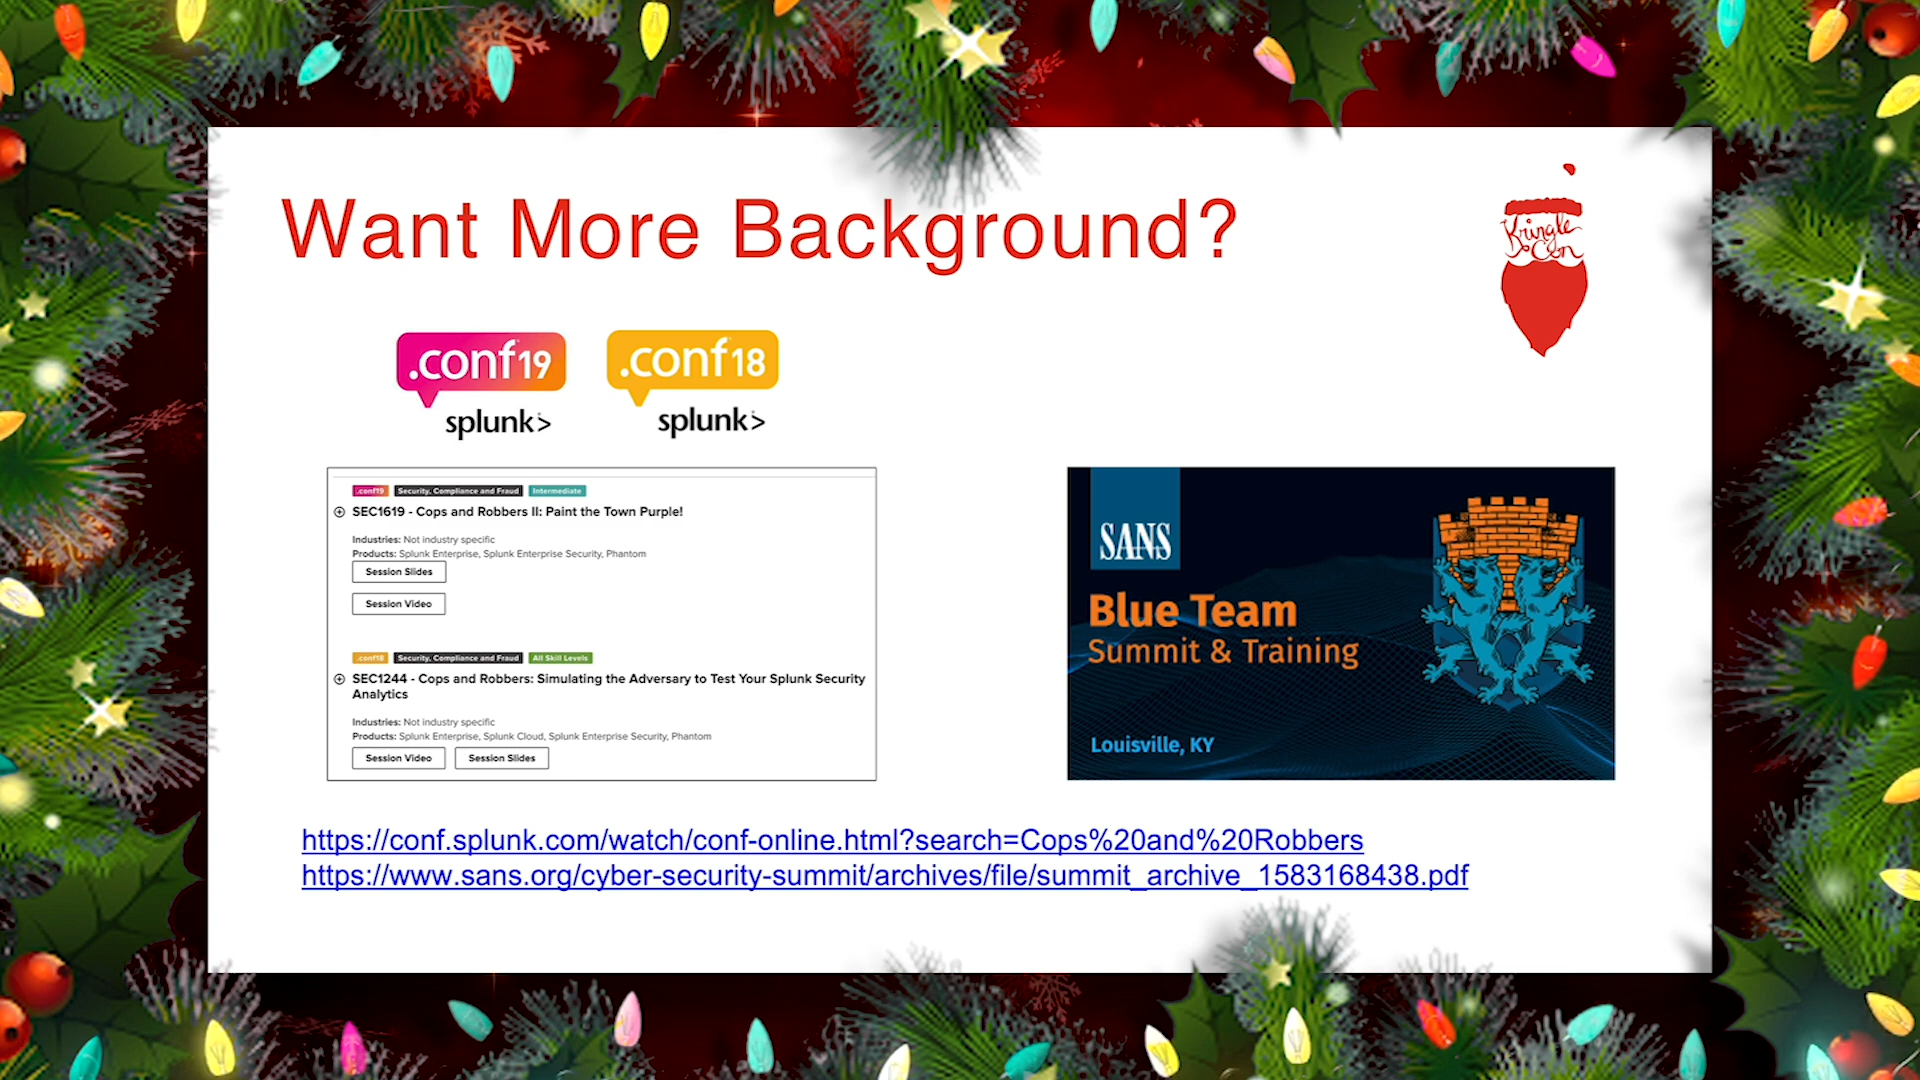 Want More Background?
Kringle
Con
.conf19
splunk>
.conf18
splunk>
.conf19 Security, Compliance and Fraud Intermediate
SEC1619 - Cops and Robbers II: Paint the Town Purple!
Industries: Not industry specific
Products: Splunk Enterprise, Splunk Enterprise Security, Phantom
Session Slides
Session Video
.conf18 Security, Compliance and Fraud All Skill Levels
SEC1244 - Cops and Robbers: Simulating the Adversary to Test Your Splunk Security
Analytics
Industries: Not industry specific
Products: Splunk Enterprise, Splunk Cloud, Splunk Enterprise Security, Phantom
Session Video Session Slides
SANS
Blue Team
Summit & Training
Louisville, KY
https://conf.splunk.com/watch/conf-online.html?search=Cops%20and%20Robbers
https://www.sans.org/cyber-security-summit/archives/file/summit_archive_1583168438.pdf